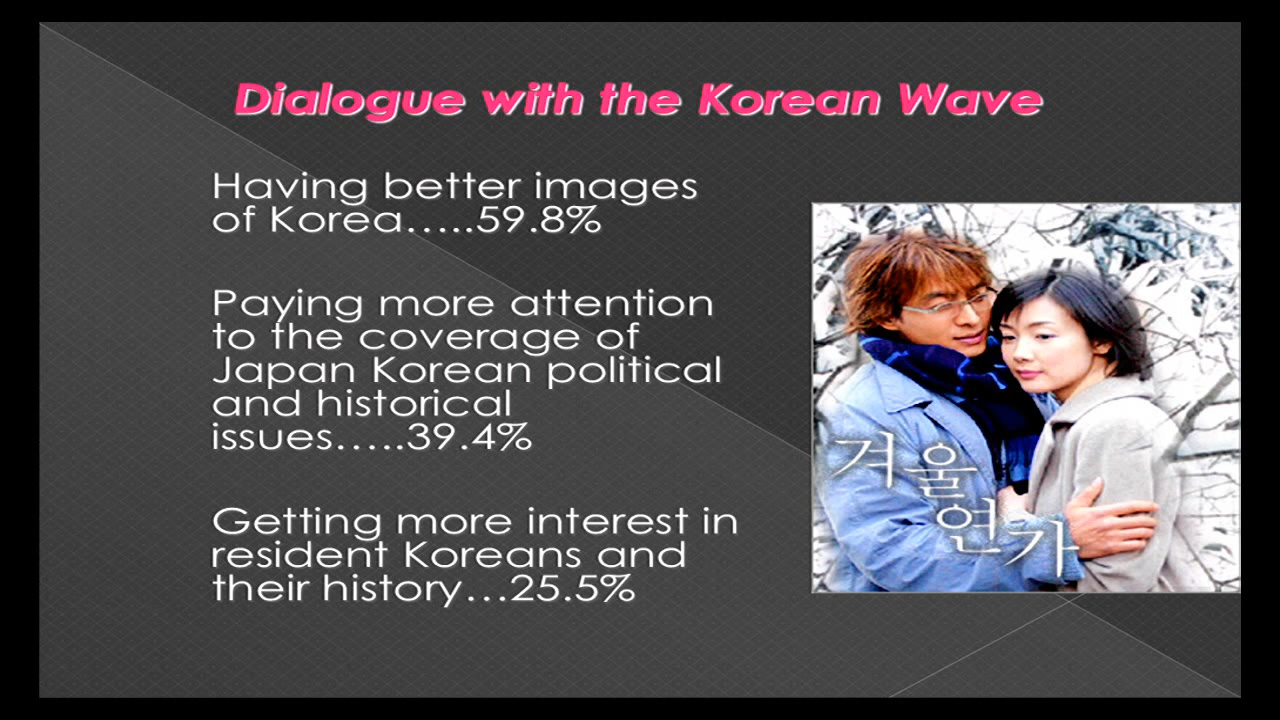 Dialogue with the Korean Wave
Having better images
of Korea…..59.8%
Paying more attention
to the coverage of
Japan Korean political
and historical
issues…..39.4%
Getting more interest in
resident Koreans and
their history…25.5%
겨울
연가